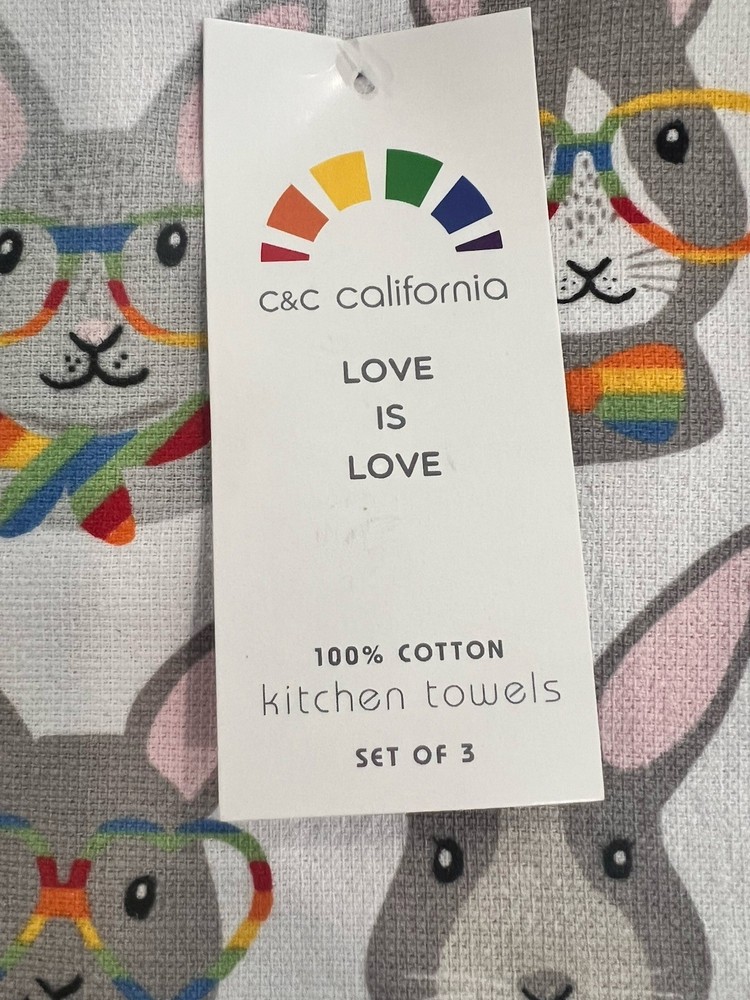 c&c california
LOVE
IS
LOVE
100% COTTON
kitchen towels
SET OF 3